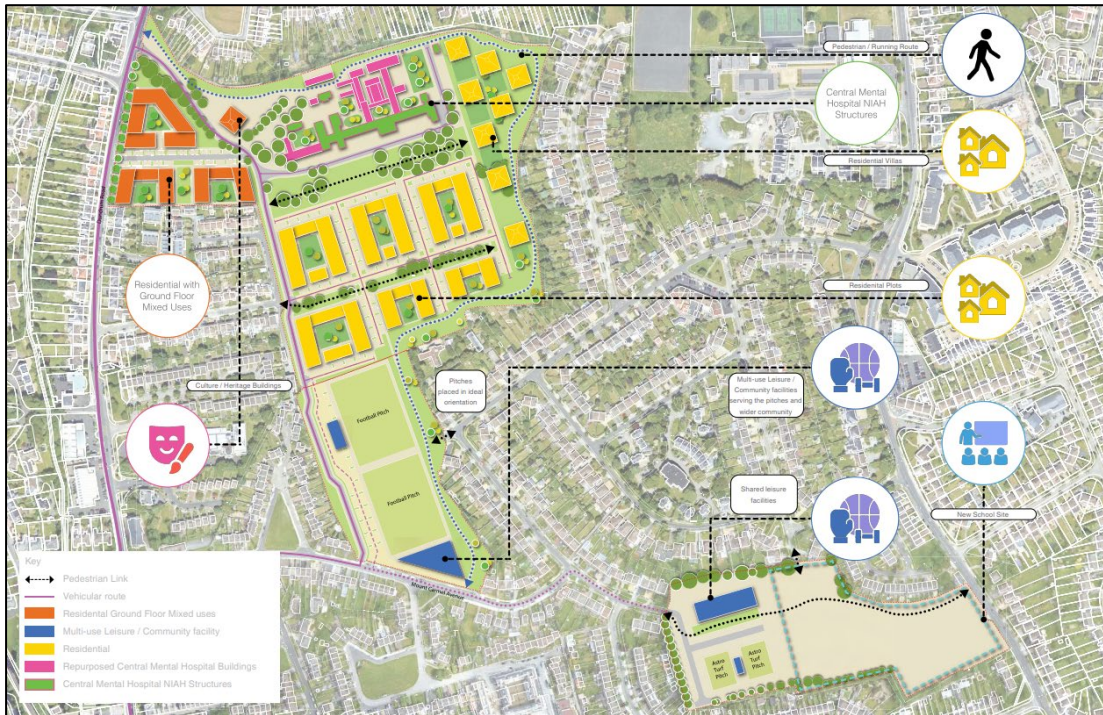 Pedestrian / Running Route
Central Mental
Hospital NIAH
Structures
Residential Villas
Residential with
Ground Floor
Mixed Uses
Residental Plots
Culture / Heritage Buildings
Pitches
placed in ideal
orientation
Multi-use Leisure /
Community facilities
serving the pitches and
wider community
Football Pitch
Football Pitch
Shared leisure
facilities
New School Site
Mount Carmel Avenue
Astro
Turf
Pitch
Astro
Turf
Pitch
Key
Pedestrian Link
Vehicular route
Residental Ground Floor Mixed uses
Multi-use Leisure / Community facility
Residential
Repurposed Central Mental Hospital Buildings
Central Mental Hospital NIAH Structures